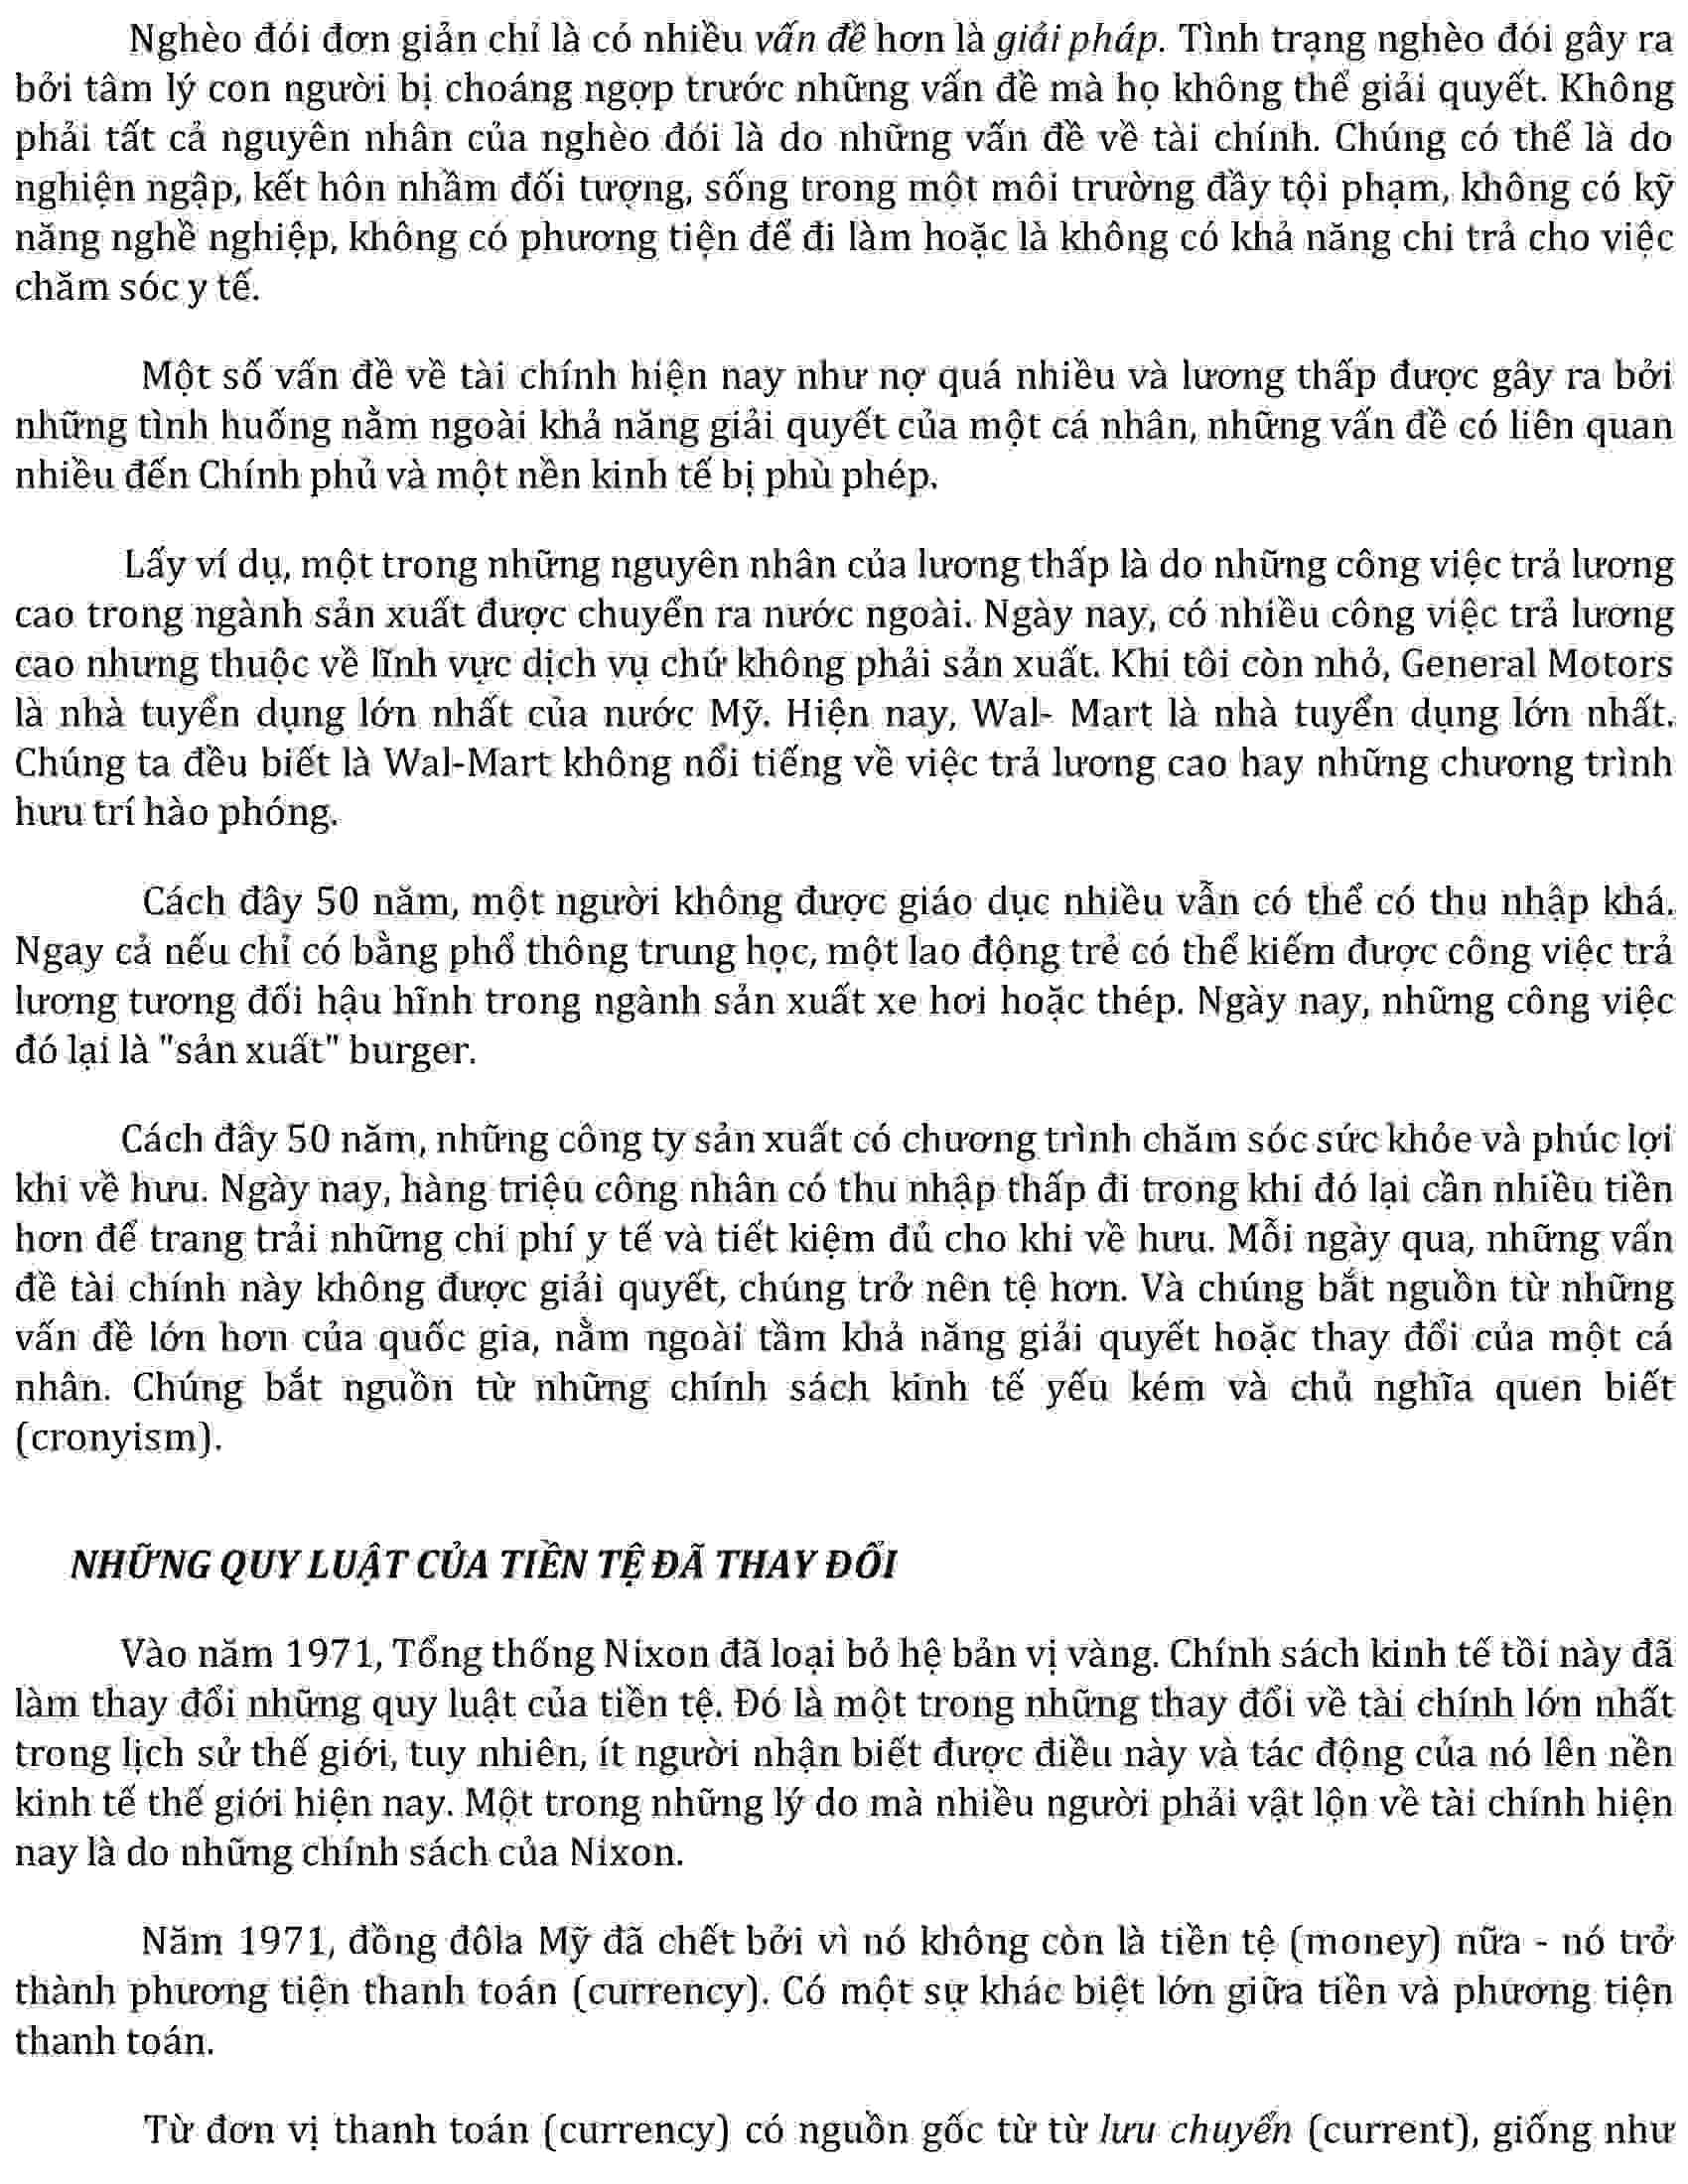 Nghèo đói đơn giản chỉ là có nhiều vấn đề hơn là giải pháp. Tình trạng nghèo đói gây ra
bởi tâm lý con người bị choáng ngợp trước những vấn đề mà họ không thể giải quyết. Không
phải tất cả nguyên nhân của nghèo đói là do những vấn đề về tài chính. Chúng có thể là do
nghiện ngập, kết hôn nhầm đối tượng, sống trong một môi trường đầy tội phạm, không có kỹ
năng nghề nghiệp, không có phương tiện để đi làm hoặc là không có khả năng chi trả cho việc
chăm sóc y tế.
Một số vấn đề về tài chính hiện nay như nợ quá nhiều và lương thấp được gây ra bởi
những tình huống nằm ngoài khả năng giải quyết của một cá nhân, những vấn đề có liên quan
nhiều đến Chính phủ và một nền kinh tế bị phù phép.
Lấy ví dụ, một trong những nguyên nhân của lương thấp là do những công việc trả lương
cao trong ngành sản xuất được chuyển ra nước ngoài. Ngày nay, có nhiều công việc trả lương
cao nhưng thuộc về lĩnh vực dịch vụ chứ không phải sản xuất. Khi tôi còn nhỏ, General Motors
là nhà tuyển dụng lớn nhất của nước Mỹ. Hiện nay, Wal- Mart là nhà tuyển dụng lớn nhất.
Chúng ta đều biết là Wal-Mart không nổi tiếng về việc trả lương cao hay những chương trình
hưu trí hào phóng.
Cách đây 50 năm, một người không được giáo dục nhiều vẫn có thể có thu nhập khá.
Ngay cả nếu chỉ có bằng phổ thông trung học, một lao động trẻ có thể kiếm được công việc trả
lương tương đối hậu hĩnh trong ngành sản xuất xe hơi hoặc thép. Ngày nay, những công việc
đó lại là "sản xuất" burger.
Cách đây 50 năm, những công ty sản xuất có chương trình chăm sóc sức khỏe và phúc lợi
khi về hưu. Ngày nay, hàng triệu công nhân có thu nhập thấp đi trong khi đó lại cần nhiều tiền
hơn để trang trải những chi phí y tế và tiết kiệm đủ cho khi về hưu. Mỗi ngày qua, những vấn
đề tài chính này không được giải quyết, chúng trở nên tệ hơn. Và chúng bắt nguồn từ những
vấn đề lớn hơn của quốc gia, nằm ngoài tầm khả năng giải quyết hoặc thay đổi của một cá
nhân. Chúng bắt nguồn từ những chính sách kinh tế yếu kém và chủ nghĩa quen biết
(cronyism).
NHỮNG QUY LUẬT CỦA TIỀN TỆ ĐÃ THAY ĐỔI
Vào năm 1971, Tổng thống Nixon đã loại bỏ hệ bản vị vàng. Chính sách kinh tế tồi này đã
làm thay đổi những quy luật của tiền tệ. Đó là một trong những thay đổi về tài chính lớn nhất
trong lịch sử thế giới, tuy nhiên, ít người nhận biết được điều này và tác động của nó lên nền
kinh tế thế giới hiện nay. Một trong những lý do mà nhiều người phải vật lộn về tài chính hiện
nay là do những chính sách của Nixon.
Năm 1971, đồng đôla Mỹ đã chết bởi vì nó không còn là tiền tệ (money) nữa - nó trở
thành phương tiện thanh toán (currency). Có một sự khác biệt lớn giữa tiền và phương tiện
thanh toán.
Từ đơn vị thanh toán (currency) có nguồn gốc từ từ lưu chuyển (current), giống như